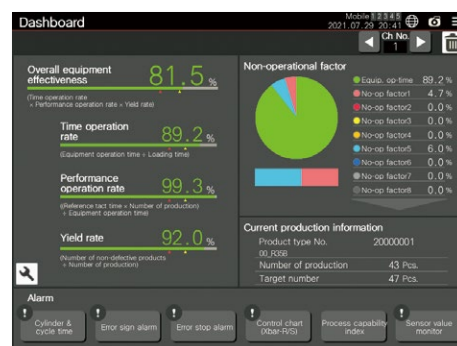 Dashboard
Mobile 1 2 3 4 5
2021.07.29 20:41
Ch No.
1
Overall equipment
effectiveness
81.5 %
(Time operation rate
× Performance operation rate × Yield rate)
Time operation
rate
89.2 %
(Equipment operation time ÷ Loading time)
Performance
operation rate
99.3 %
(Reference tact time × Number of production)
÷ Equipment operation time)
Yield rate
92.0 %
(Number of non-defective products
÷ Number of production)
Non-operational factor
Equip. op-time 89.2 %
No-op factor1 4.7 %
No-op factor2 0.0 %
No-op factor3 0.0 %
No-op factor4 0.0 %
No-op factor5 6.0 %
No-op factor6 0.0 %
No-op factor7 0.0 %
No-op factor8 0.0 %
Current production information
Product type No. 20000001
00_R35B
Number of production 43 Pcs.
Target number 47 Pcs.
Alarm
! Cylinder &
cycle time
! Error sign alarm
! Error stop alarm
! Control chart
(Xbar-R/S)
Process capability
index
! Sensor value
monitor